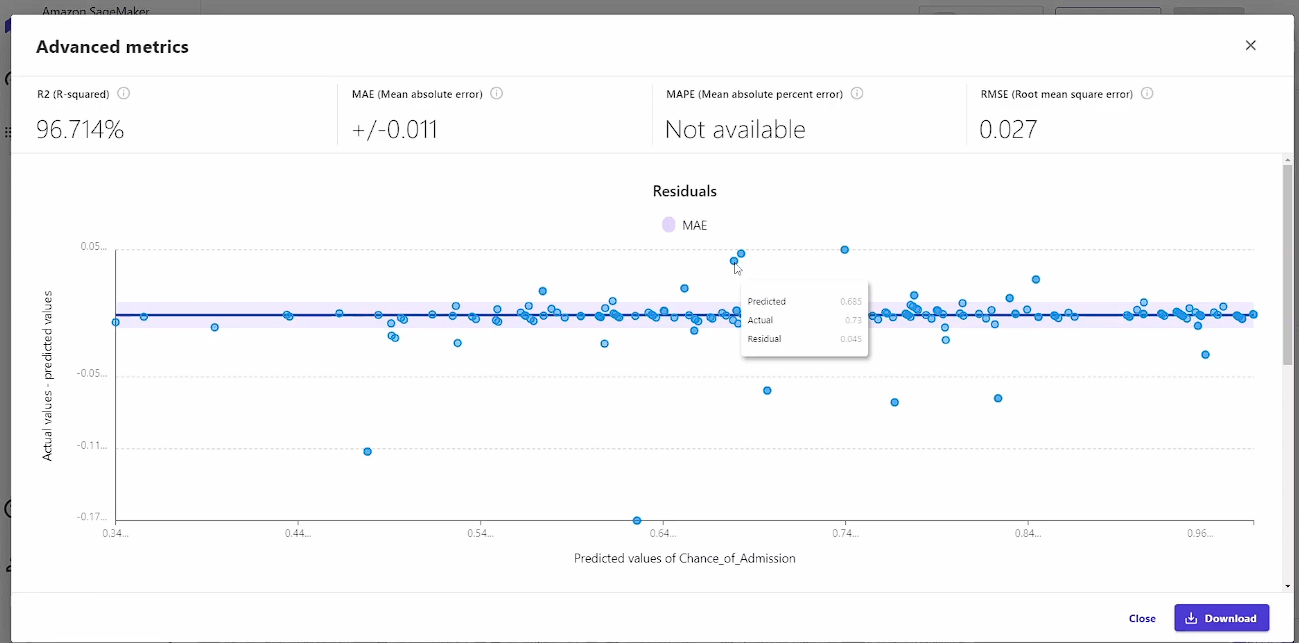 Amazon SageMaker
Advanced metrics
R2 (R-squared)
MAE (Mean absolute error)
MAPE (Mean absolute percent error)
RMSE (Root mean square error)
96.714%
+/-0.011
Not available
0.027
Residuals
MAE
Actual values - predicted values
0.05...
-0.05...
-0.11...
-0.17...
Predicted 0.685
Actual 0.73
Residual 0.045
0.34...
0.44...
0.54...
0.64...
0.74...
0.84...
0.96...
Predicted values of Chance_of_Admission
Close
Download